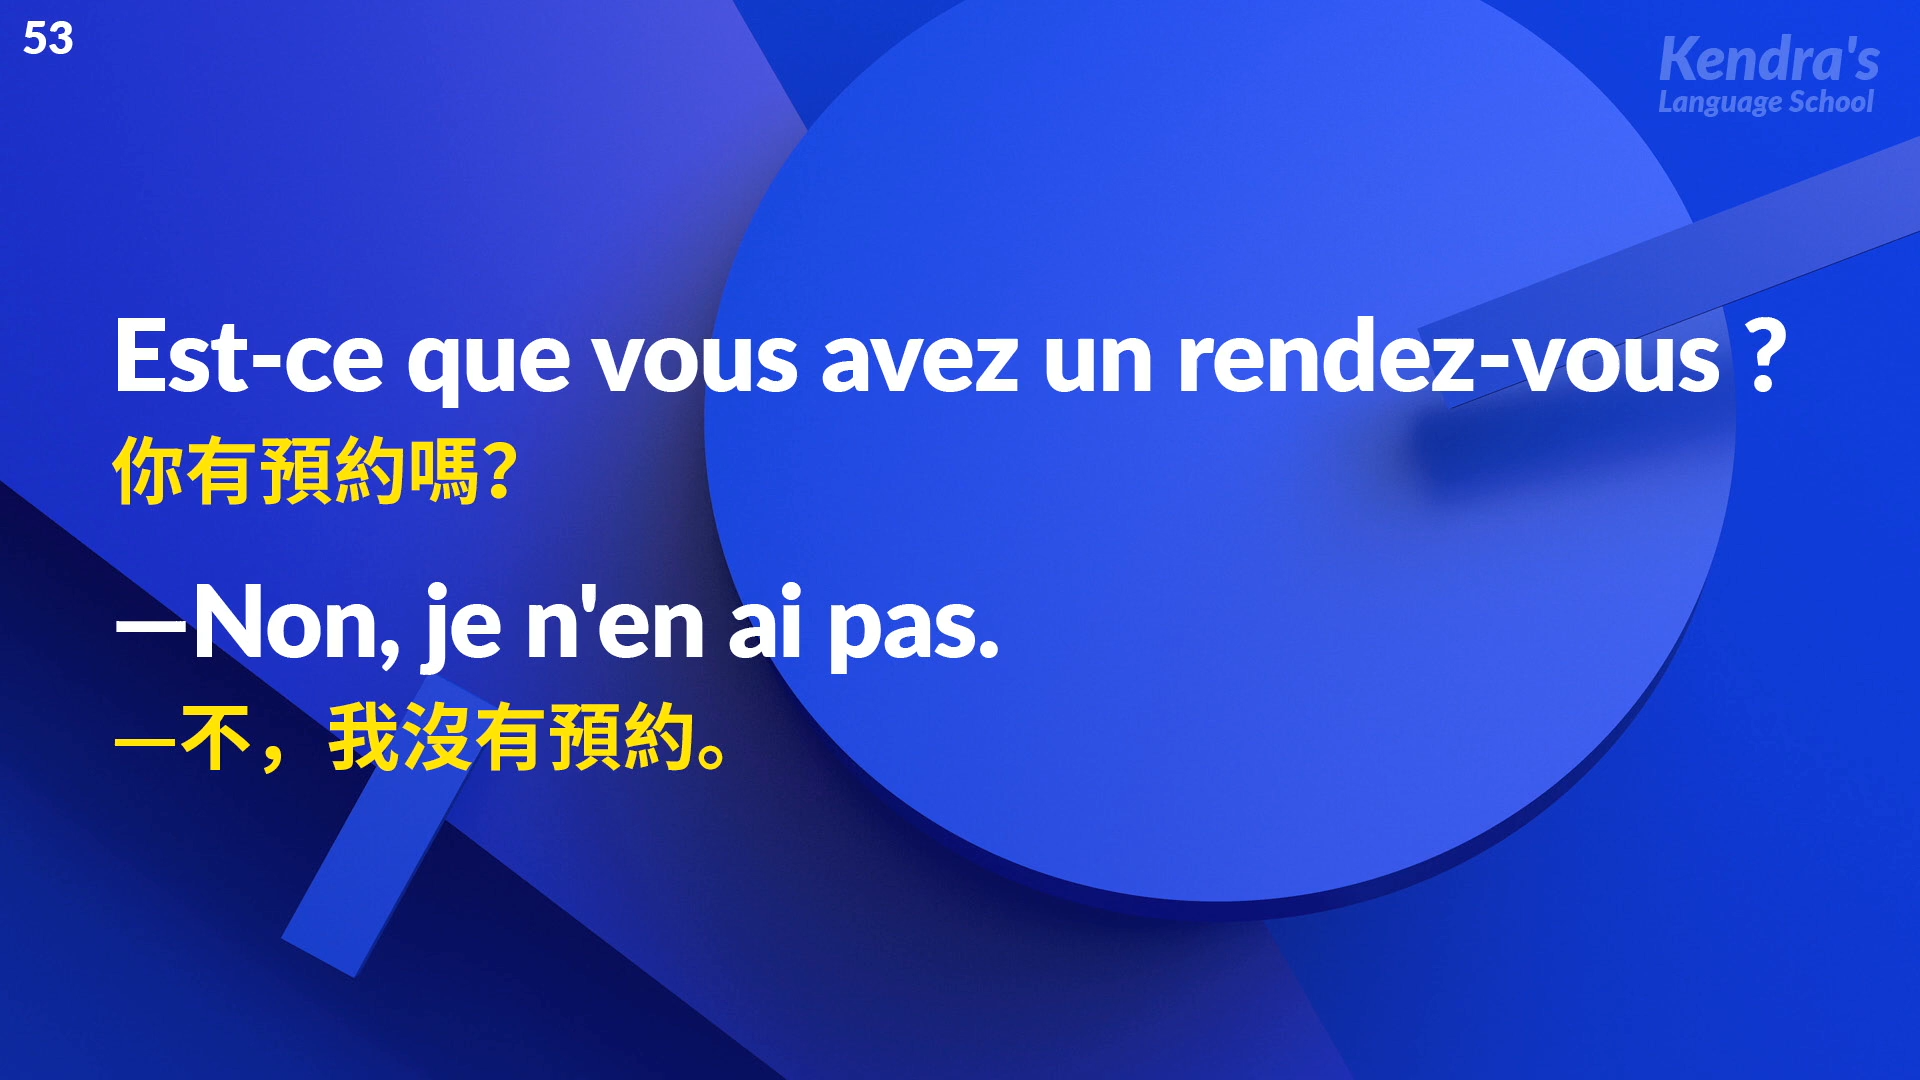 53
Kendra's
Language School
Est-ce que vous avez un rendez-vous ?
你有預約嗎?
—Non, je n'en ai pas.
—不，我沒有預約。